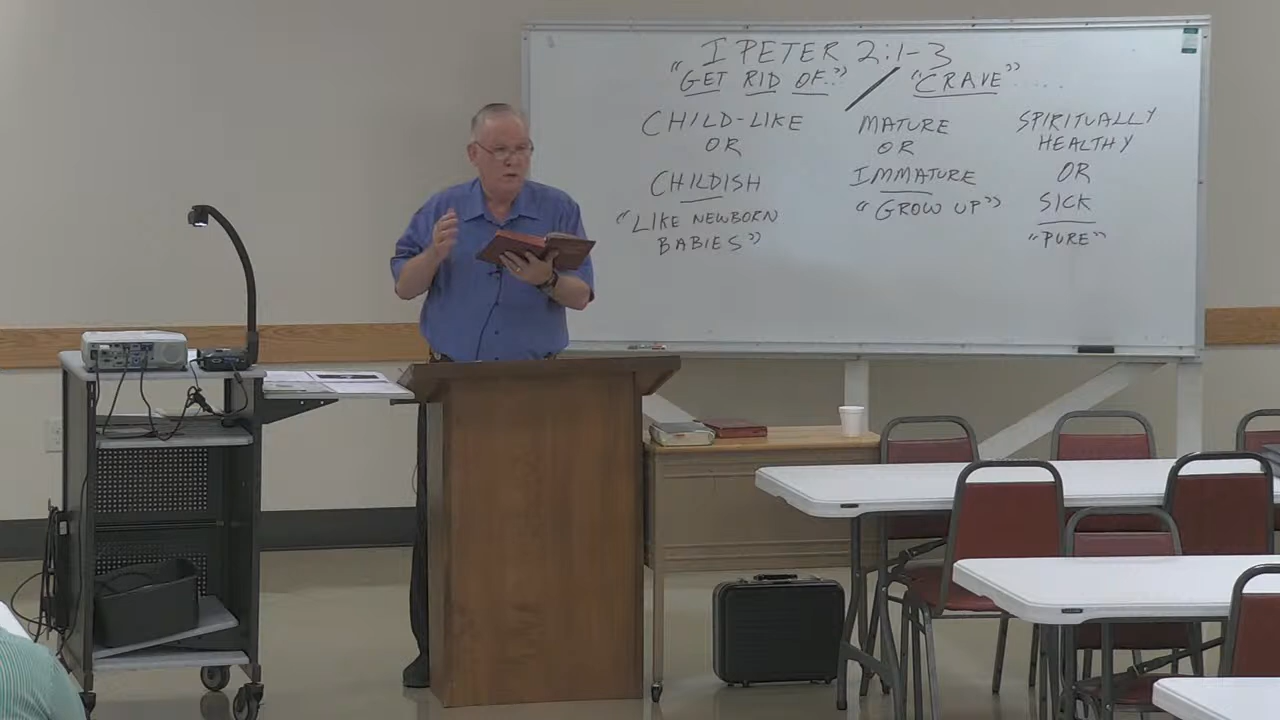 I PETER 2:1-3
"GET RID OF.." / "CRAVE"....
CHILD-LIKE
OR
CHILDISH
"LIKE NEWBORN
BABIES"
MATURE
OR
IMMATURE
"GROW UP"
SPIRITUALLY
HEALTHY
OR
SICK
"PURE"